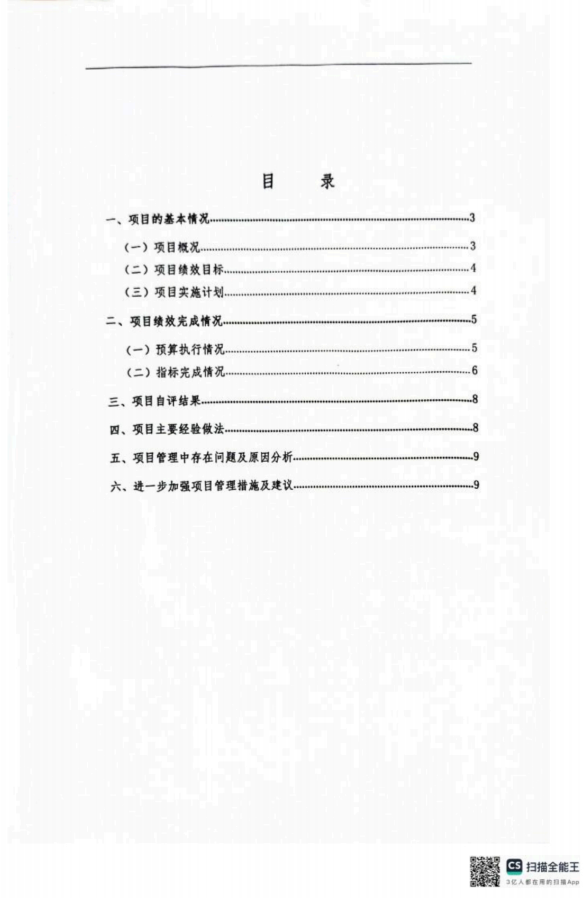 目 录
一、项目的基本情况........................3
（一）项目概况........................3
（二）项目绩效目标........................4
（三）项目实施计划........................4
二、项目绩效完成情况........................5
（一）预算执行情况........................5
（二）指标完成情况........................6
三、项目自评结果........................8
四、项目主要经验做法........................8
五、项目管理中存在问题及原因分析........................9
六、进一步加强项目管理措施及建议........................9
CS 扫描全能王
3亿人都在用的扫描App